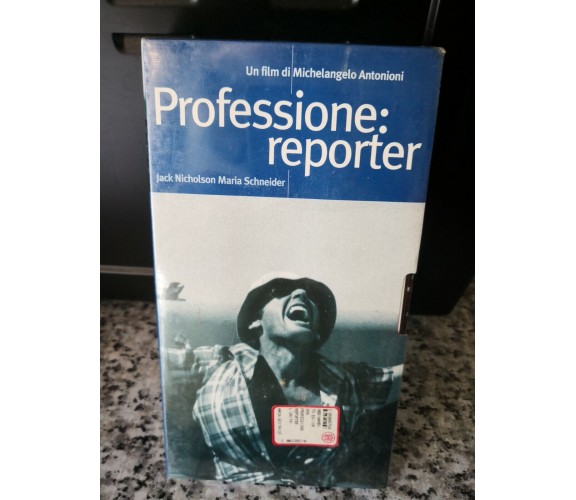 Un film di Michelangelo Antonioni
Professione:
reporter
Jack Nicholson Maria Schneider